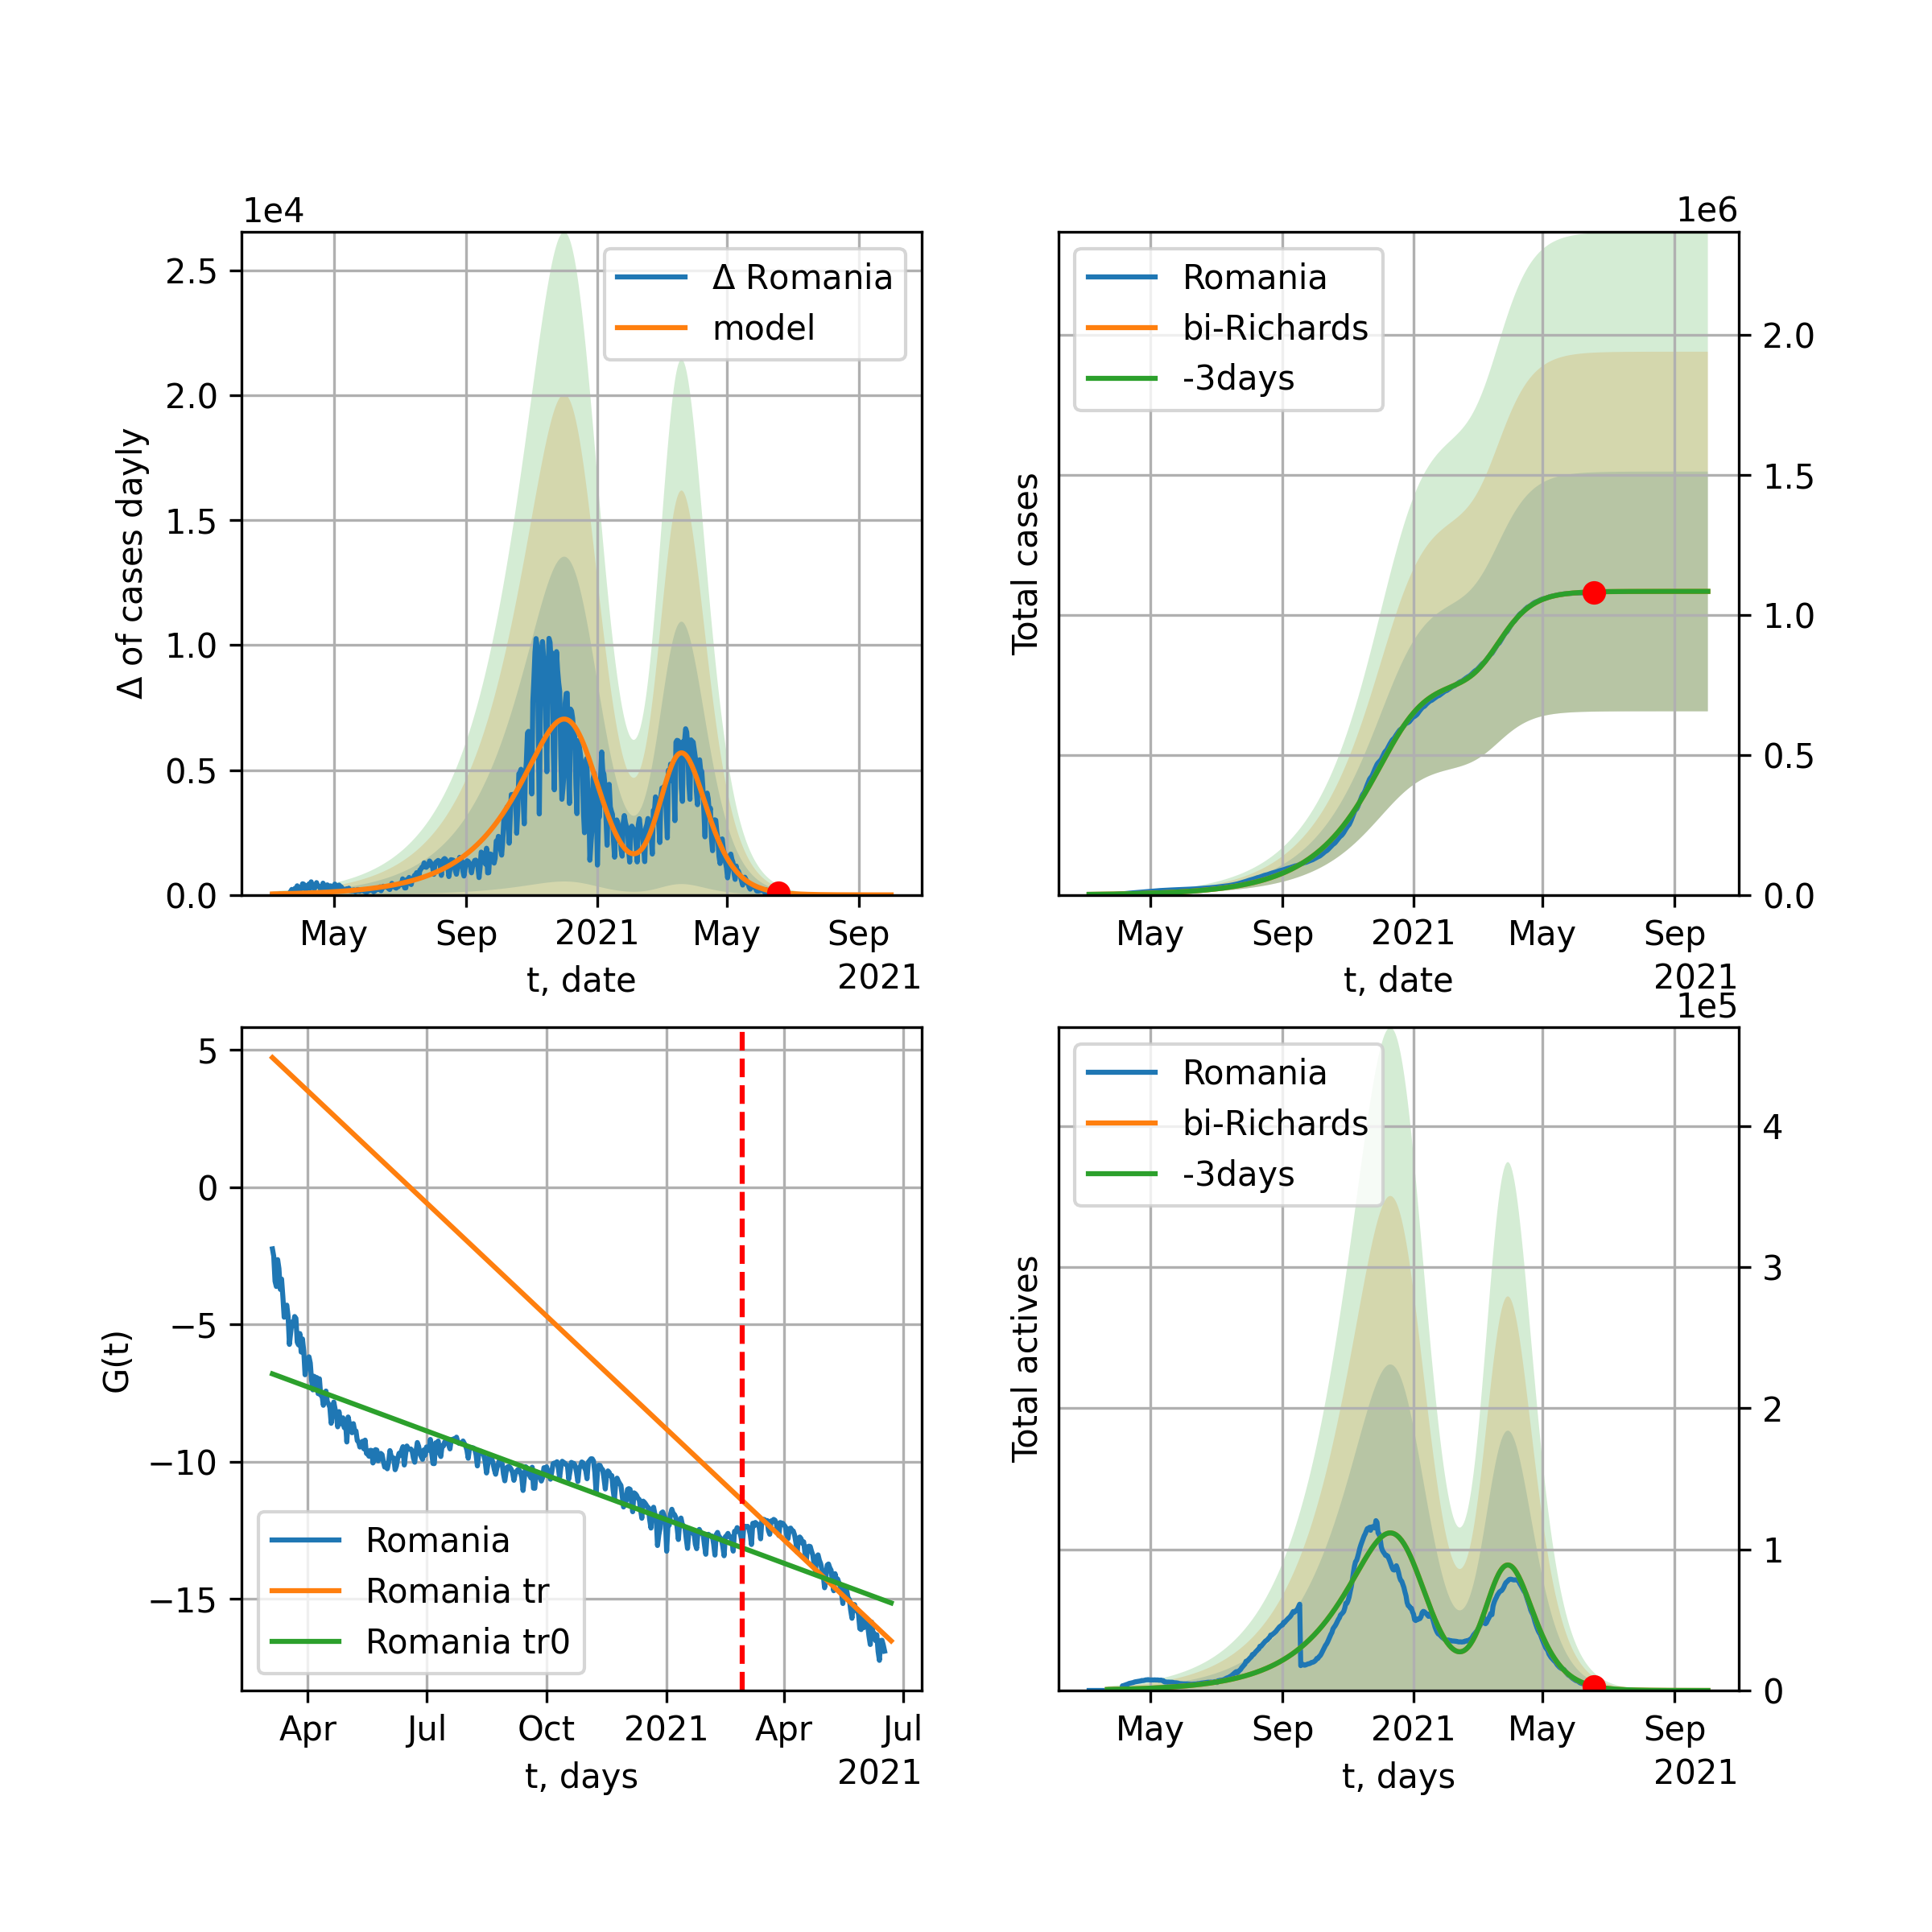 1e4
2.5
2.0
1.5
1.0
0.5
0.0
Δ of cases dayly
Δ Romania
model
May Sep 2021 May Sep
t, date
2021
1e6
Total cases
Romania
bi-Richards
-3days
2.0
1.5
1.0
0.5
0.0
May Sep 2021 May Sep
t, date
2021
5
0
−5
−10
−15
G(t)
Romania
Romania tr
Romania tr0
Apr Jul Oct 2021 Apr Jul
t, days
2021
1e5
Total actives
Romania
bi-Richards
-3days
4
3
2
1
0
May Sep 2021 May Sep
t, days
2021